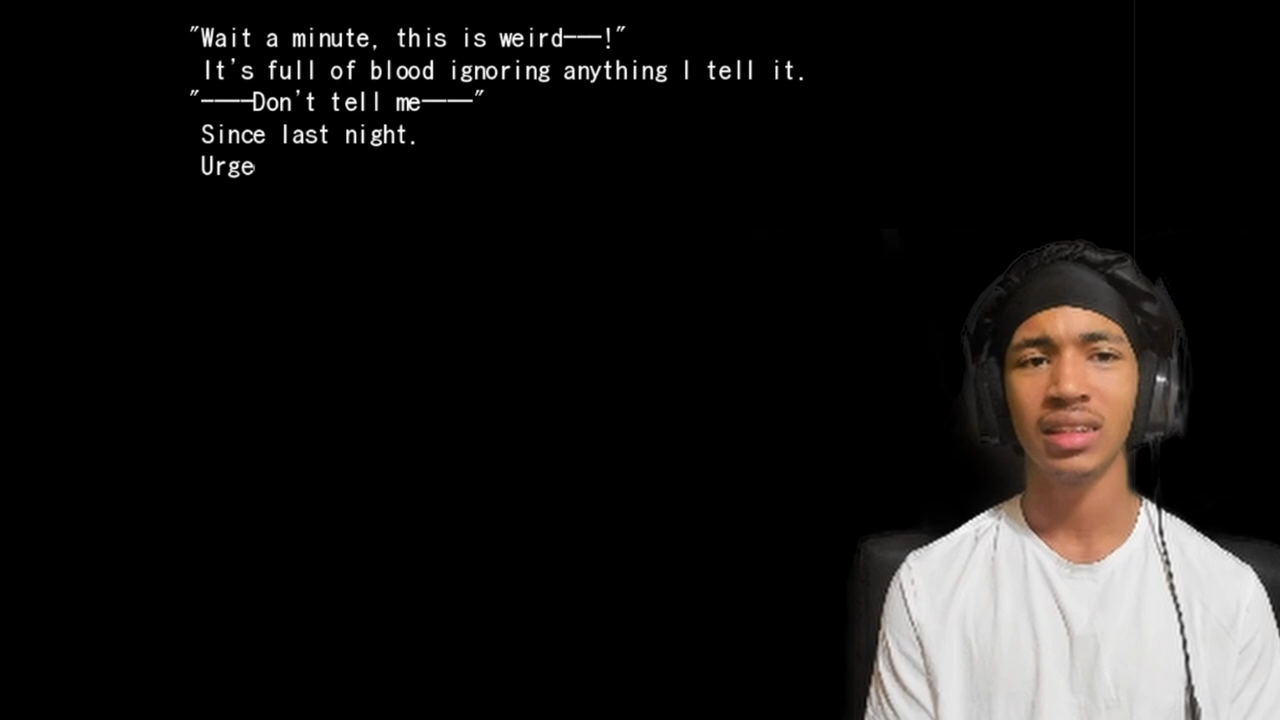 "Wait a minute, this is weird───!"
It's full of blood ignoring anything I tell it.
"────Don't tell me────"
Since last night.
Urge